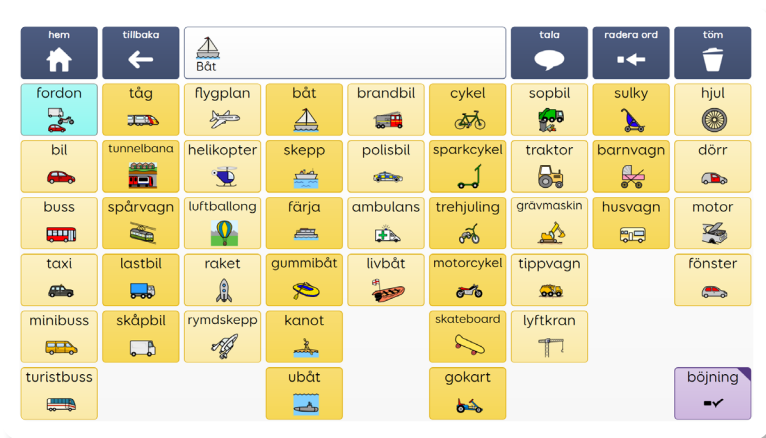 hem
tillbaka
Båt
tala
radera ord
töm
fordon
tåg
flygplan
båt
brandbil
cykel
sopbil
sulky
hjul
bil
tunnelbana
helikopter
skepp
polisbil
sparkcykel
traktor
barnvagn
dörr
buss
spårvagn
luftballong
färja
ambulans
trehjuling
grävmaskin
husvagn
motor
taxi
lastbil
raket
gummibåt
livbåt
motorcykel
tippvagn
fönster
minibuss
skåpbil
rymdskepp
kanot
skateboard
lyftkran
turistbuss
ubåt
gokart
böjning